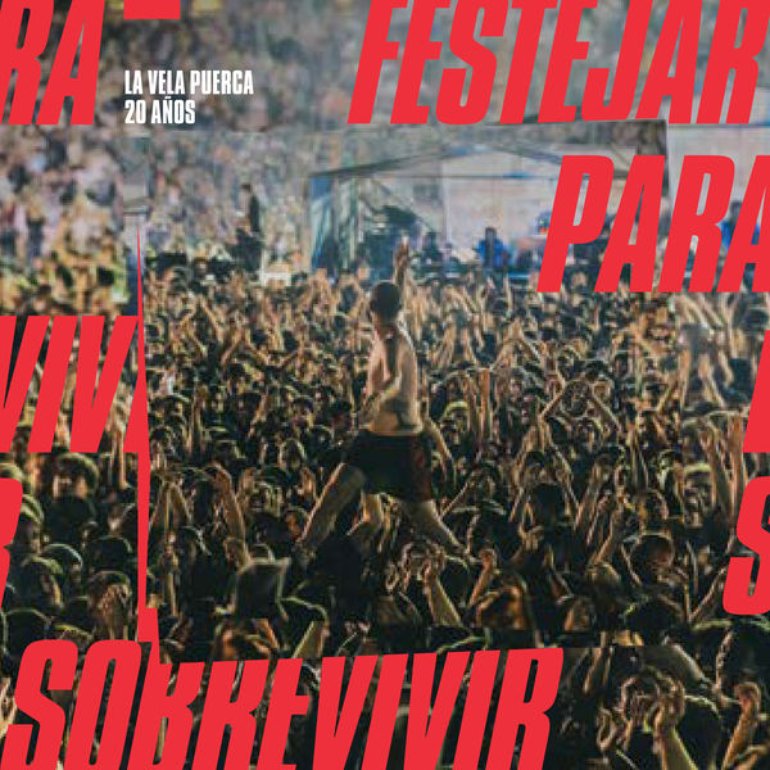 RA
FESTEJAR
LA VELA PUERCA
20 AÑOS
PARA
VIVI
S
SOBREVIVIR